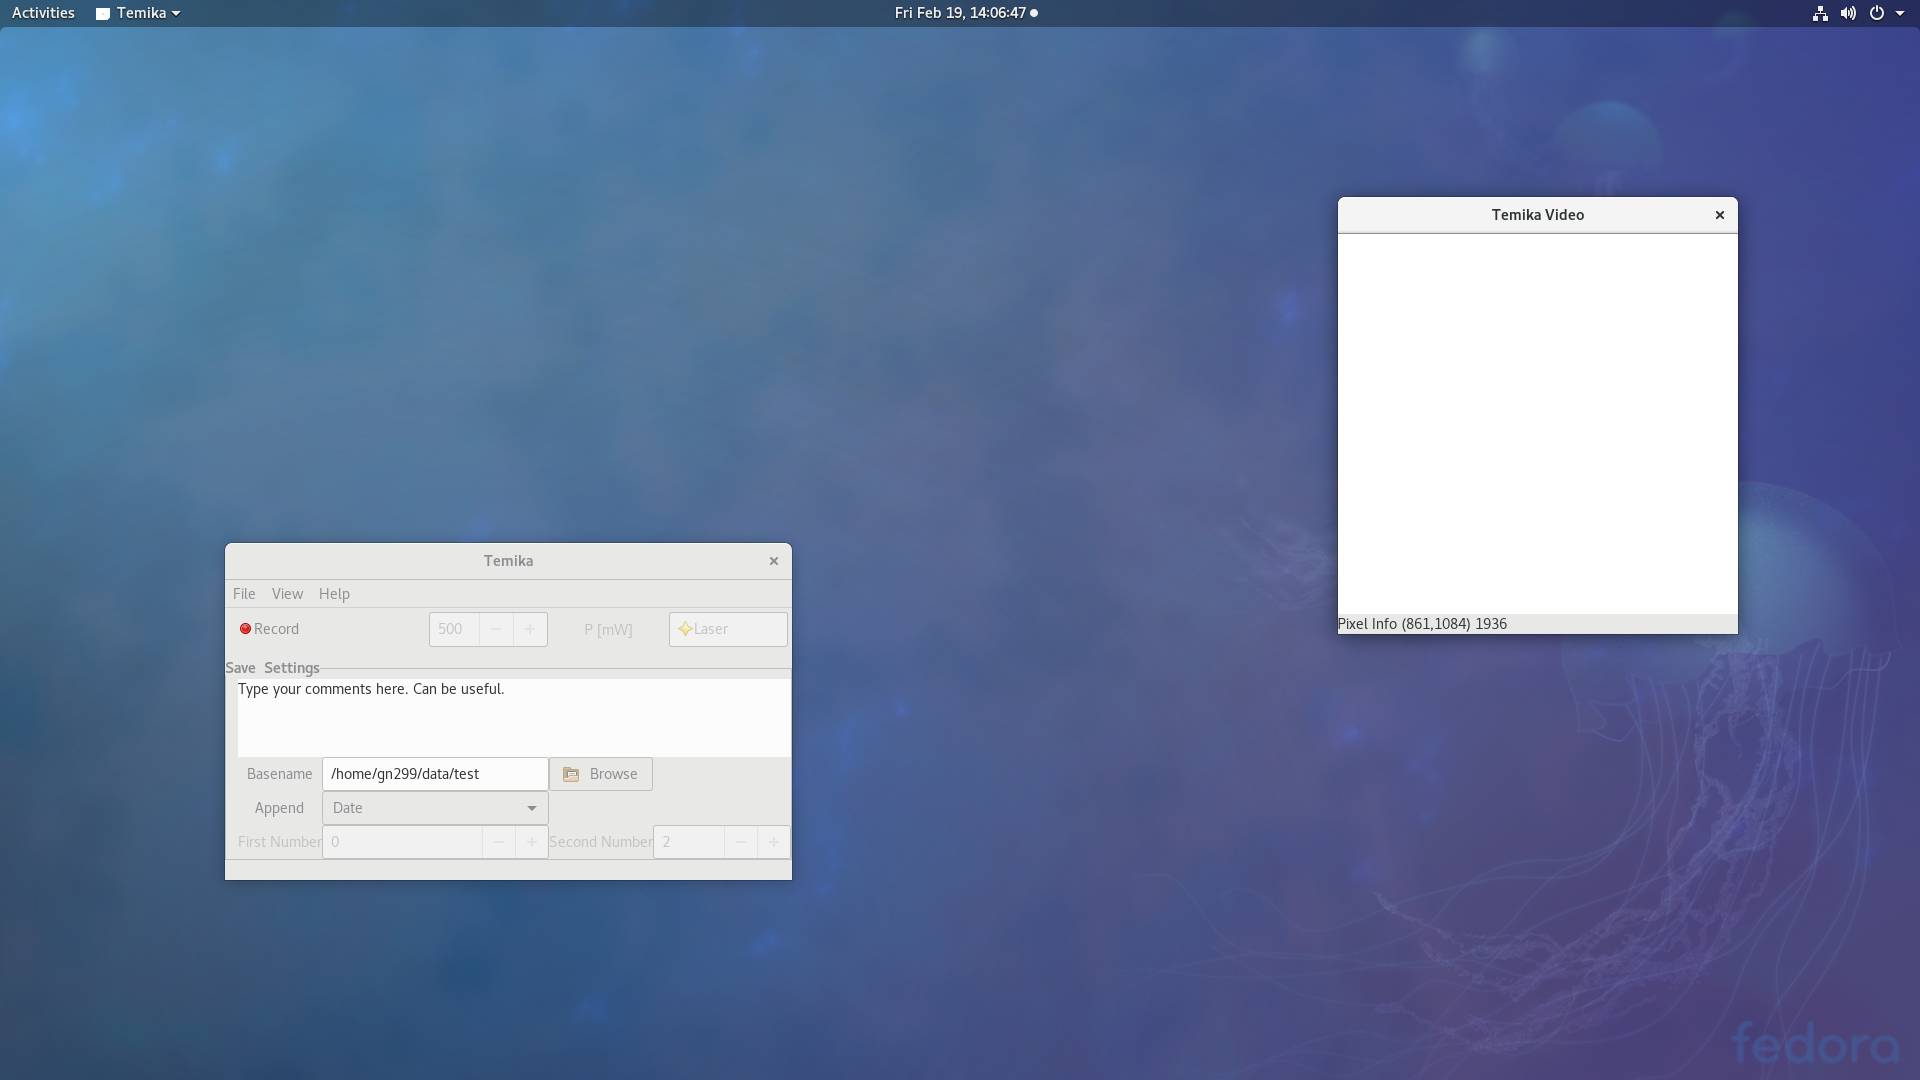 Activities Temika Fri Feb 19, 14:06:47
Temika Video
Pixel Info (861,1084) 1936
Temika
File View Help
Record 500 P [mW] Laser
Save Settings
Type your comments here. Can be useful.
Basename /home/gn299/data/test Browse
Append Date
First Number 0 Second Number 2
fedora